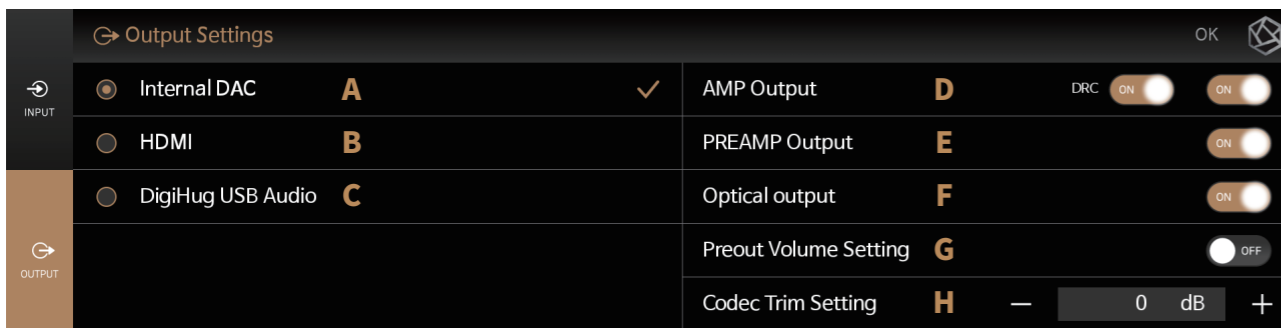 Output Settings
OK
INPUT
OUTPUT
Internal DAC A
HDMI B
DigiHug USB Audio C
AMP Output D DRC ON ON
PREAMP Output E ON
Optical output F ON
Preout Volume Setting G OFF
Codec Trim Setting H — 0 dB +